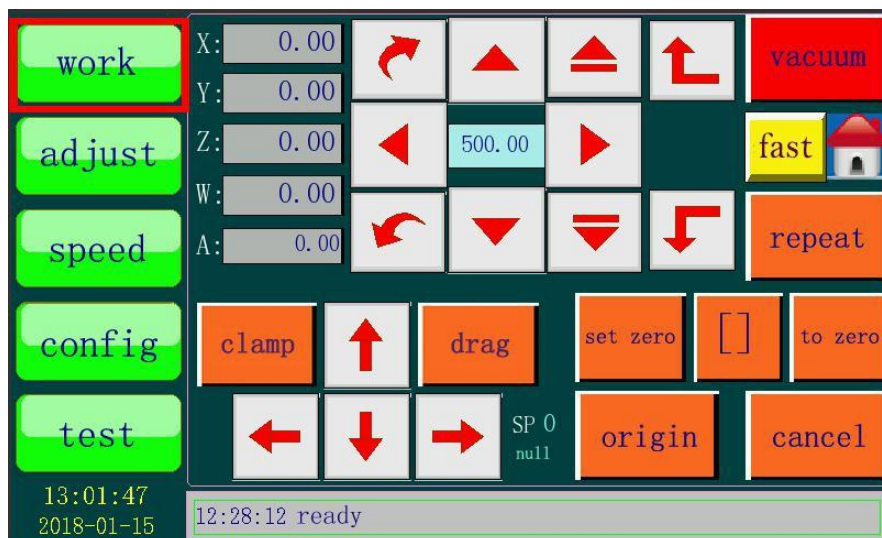 work
X: 0.00
vacuum
Y: 0.00
adjust
Z: 0.00
500.00
fast
W: 0.00
speed
A: 0.00
repeat
config
clamp
drag
set zero
[]
to zero
test
SP 0
null
origin
cancel
13:01:47
2018-01-15
12:28:12 ready